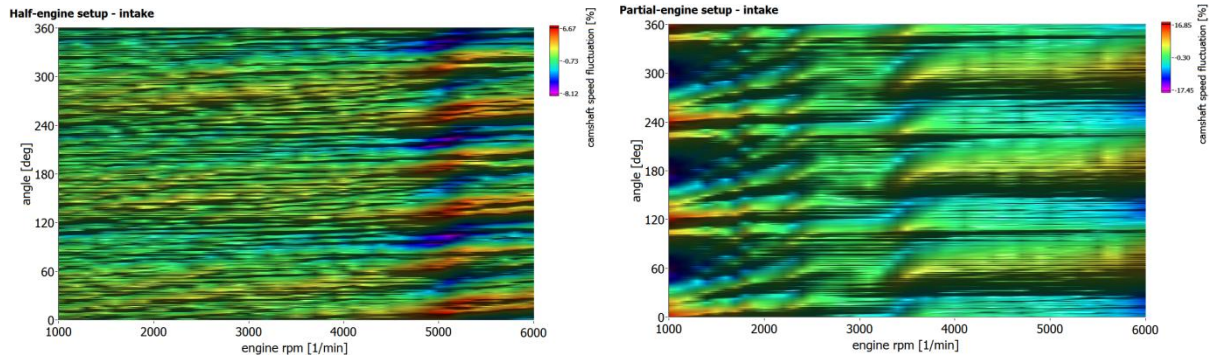 Half-engine setup - intake
360
300
240
180
120
60
0
angle [deg]
1000 2000 3000 4000 5000 6000
engine rpm [1/min]
6.67
-0.73
-8.12
camshaft speed fluctuation [%]
Partial-engine setup - intake
360
300
240
180
120
60
0
angle [deg]
1000 2000 3000 4000 5000 6000
engine rpm [1/min]
16.85
-0.30
-17.45
camshaft speed fluctuation [%]